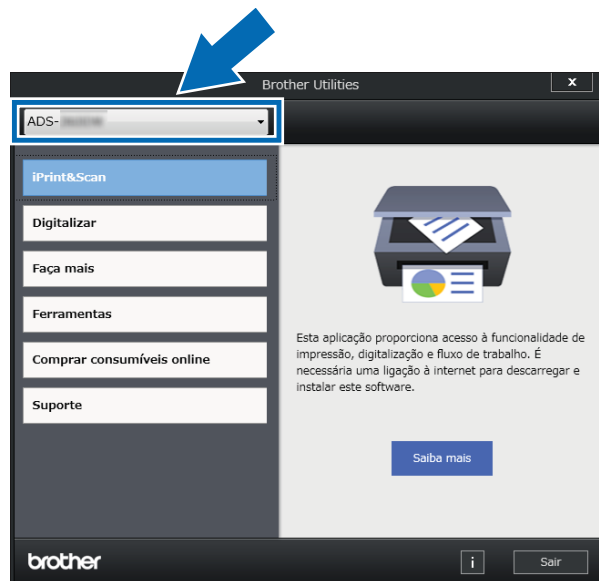 Brother Utilities
x
ADS-
iPrint&Scan
Digitalizar
Faça mais
Ferramentas
Comprar consumíveis online
Suporte
Esta aplicação proporciona acesso à funcionalidade de
impressão, digitalização e fluxo de trabalho. É
necessária uma ligação à internet para descarregar e
instalar este software.
Saiba mais
brother
i
Sair